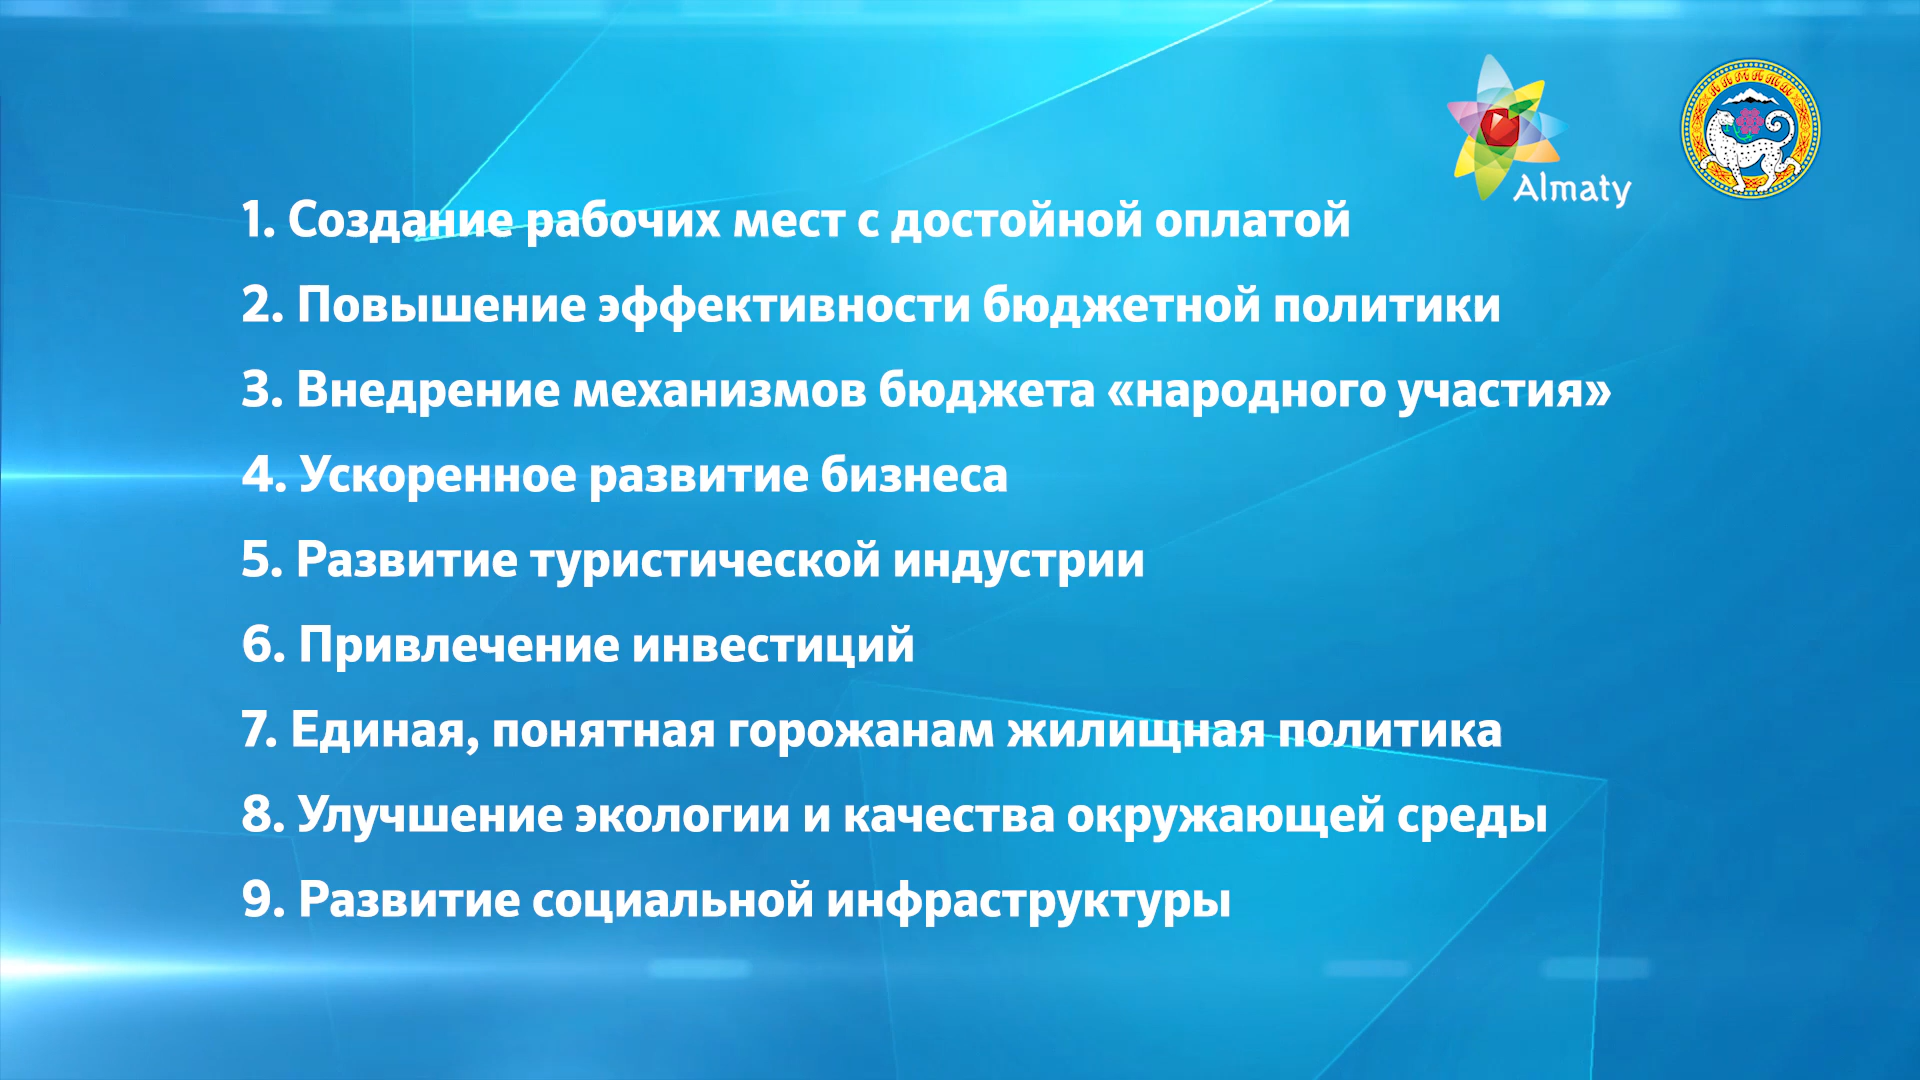 Almaty
1. Создание рабочих мест с достойной оплатой
2. Повышение эффективности бюджетной политики
3. Внедрение механизмов бюджета «народного участия»
4. Ускоренное развитие бизнеса
5. Развитие туристической индустрии
6. Привлечение инвестиций
7. Единая, понятная горожанам жилищная политика
8. Улучшение экологии и качества окружающей среды
9. Развитие социальной инфраструктуры